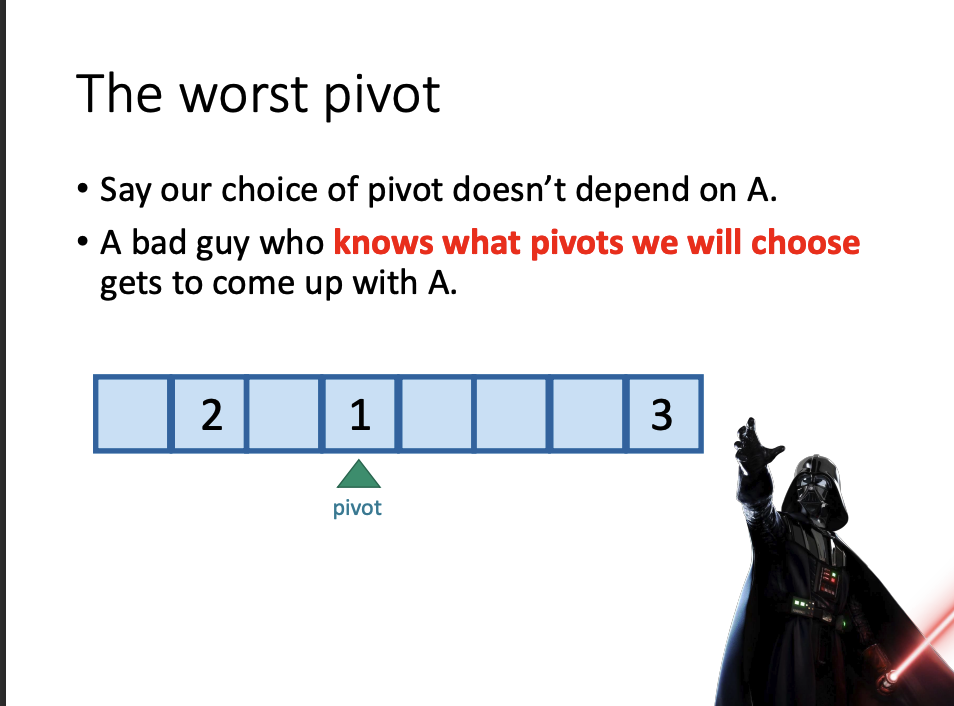 The worst pivot
• Say our choice of pivot doesn’t depend on A.
• A bad guy who knows what pivots we will choose
gets to come up with A.
2 1 3
pivot